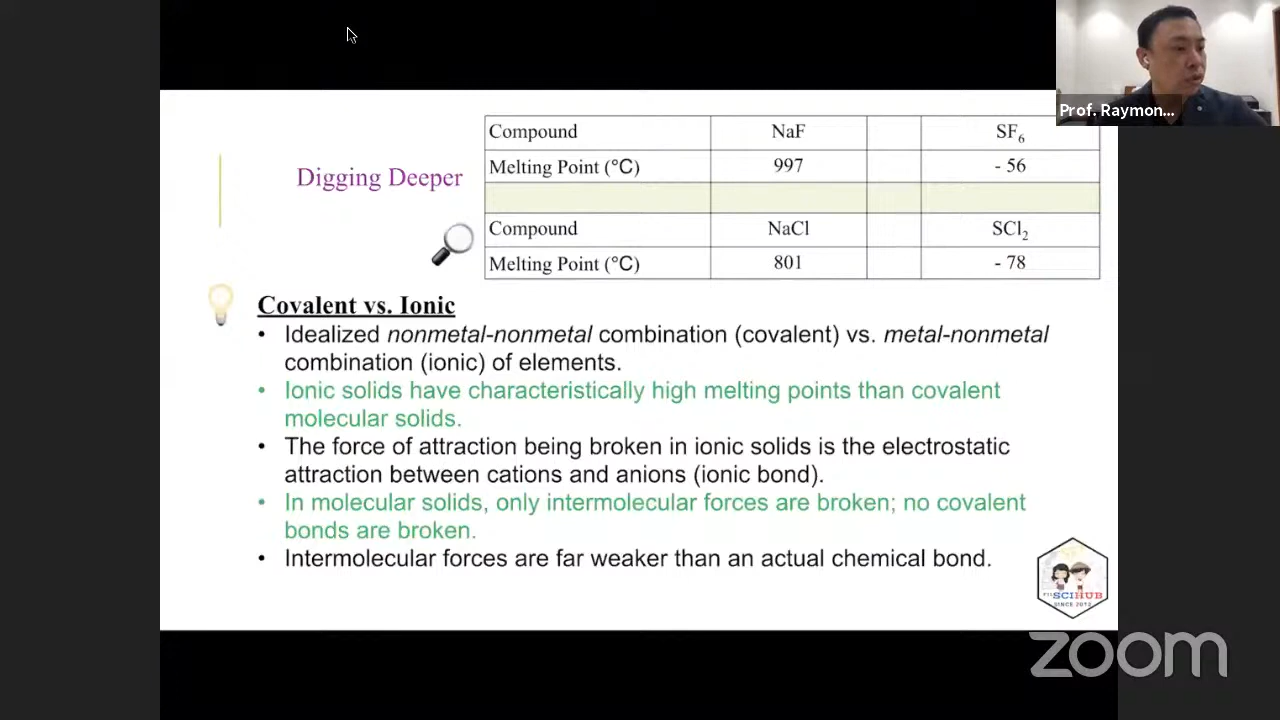 Prof. Raymon...
Digging Deeper
Compound NaF SF₆
Melting Point (°C) 997 - 56
Compound NaCl SCl₂
Melting Point (°C) 801 - 78
Covalent vs. Ionic
• Idealized nonmetal-nonmetal combination (covalent) vs. metal-nonmetal
combination (ionic) of elements.
• Ionic solids have characteristically high melting points than covalent
molecular solids.
• The force of attraction being broken in ionic solids is the electrostatic
attraction between cations and anions (ionic bond).
• In molecular solids, only intermolecular forces are broken; no covalent
bonds are broken.
• Intermolecular forces are far weaker than an actual chemical bond.
SCIHUB
SINCE 2012
zoom